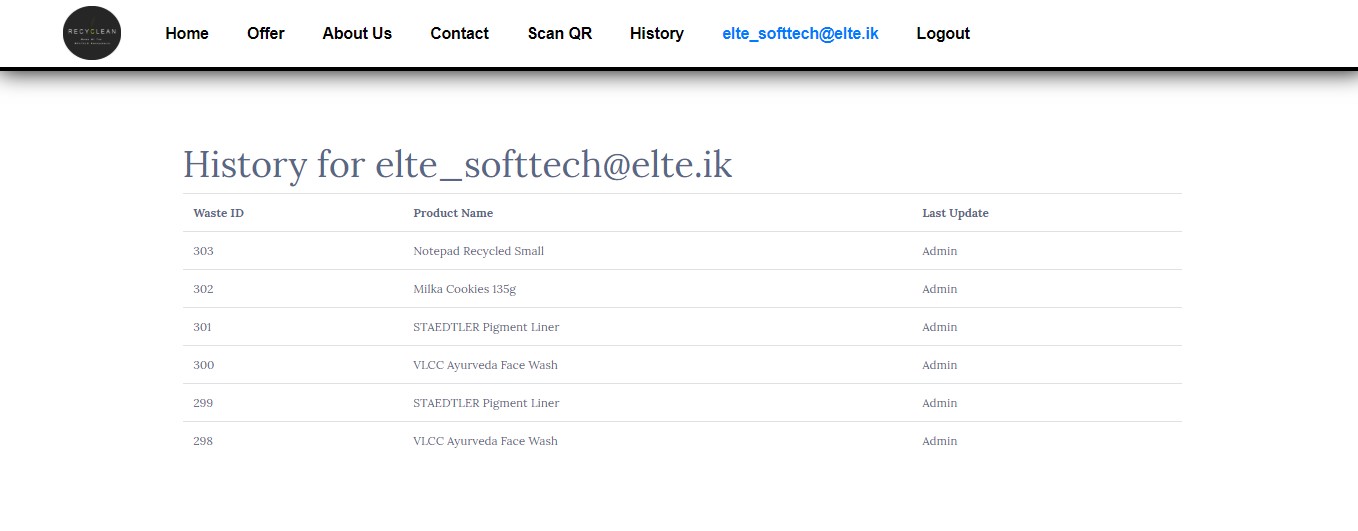 RECYCLEAN
Home Offer About Us Contact Scan QR History elte_softtech@elte.ik Logout
History for elte_softtech@elte.ik
Waste ID Product Name Last Update
303 Notepad Recycled Small Admin
302 Milka Cookies 135g Admin
301 STAEDTLER Pigment Liner Admin
300 VLCC Ayurveda Face Wash Admin
299 STAEDTLER Pigment Liner Admin
298 VLCC Ayurveda Face Wash Admin